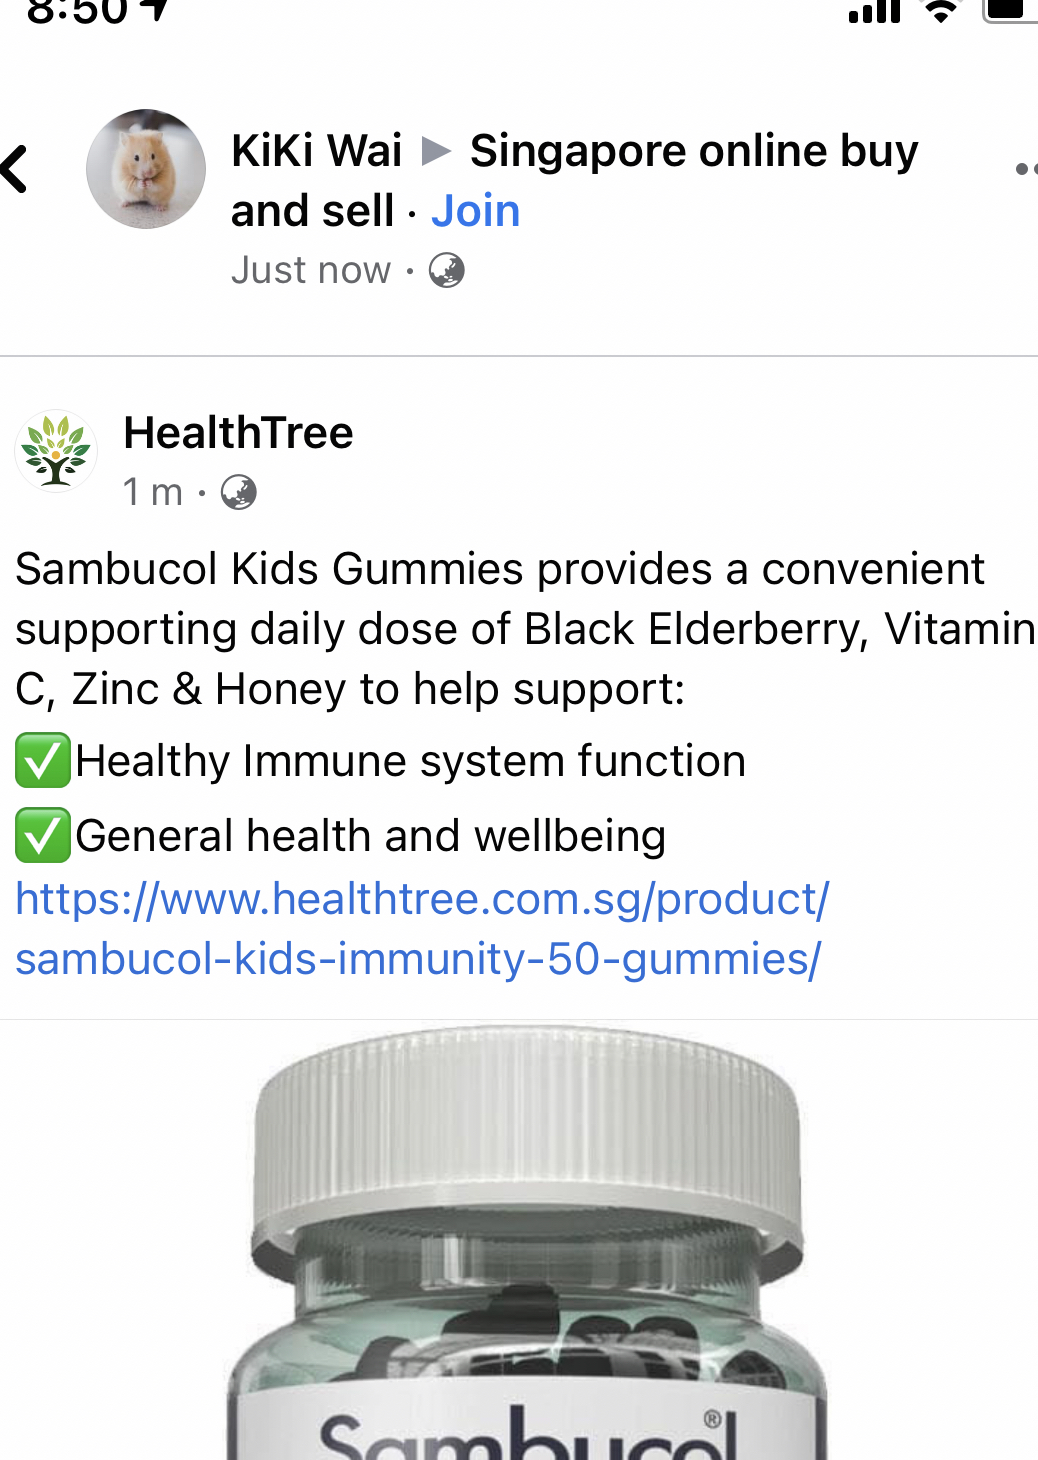 8:50
KiKi Wai ▶ Singapore online buy
and sell · Join
Just now ·
HealthTree
1 m ·
Sambucol Kids Gummies provides a convenient
supporting daily dose of Black Elderberry, Vitamin
C, Zinc & Honey to help support:
✅Healthy Immune system function
✅General health and wellbeing
https://www.healthtree.com.sg/product/
sambucol-kids-immunity-50-gummies/
Sambucol®